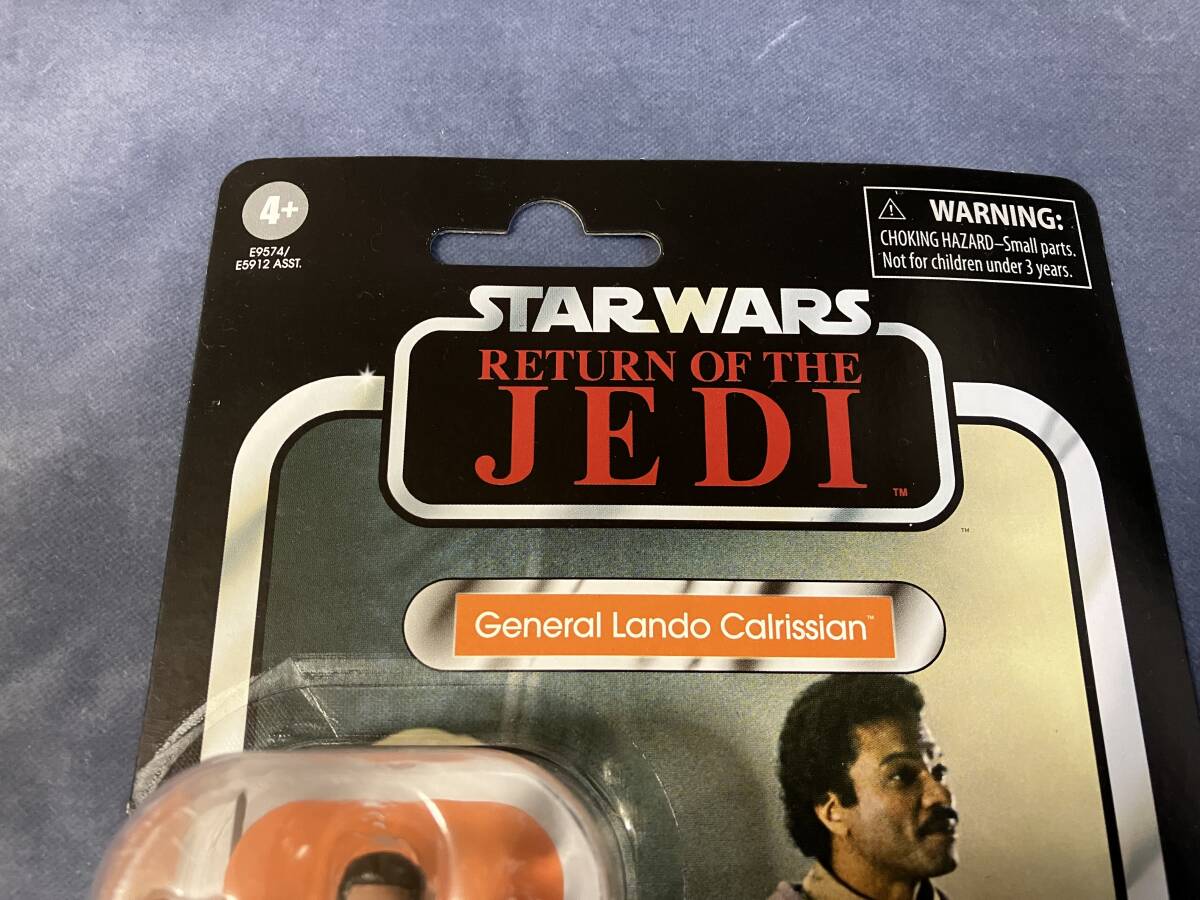 4+
E9574/
E5912 ASST.
WARNING:
CHOKING HAZARD–Small parts.
Not for children under 3 years.
STAR WARS
RETURN OF THE
JEDI
TM
TM
General Lando Calrissian™